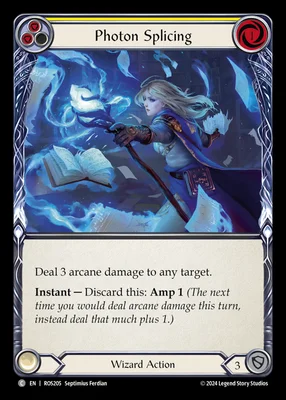 Photon Splicing
Deal 3 arcane damage to any target.
Instant — Discard this: Amp 1 (The next
time you would deal arcane damage this turn,
instead deal that much plus 1.)
Wizard Action
3
C EN | ROS205 Septimius Ferdian
© 2024 Legend Story Studios